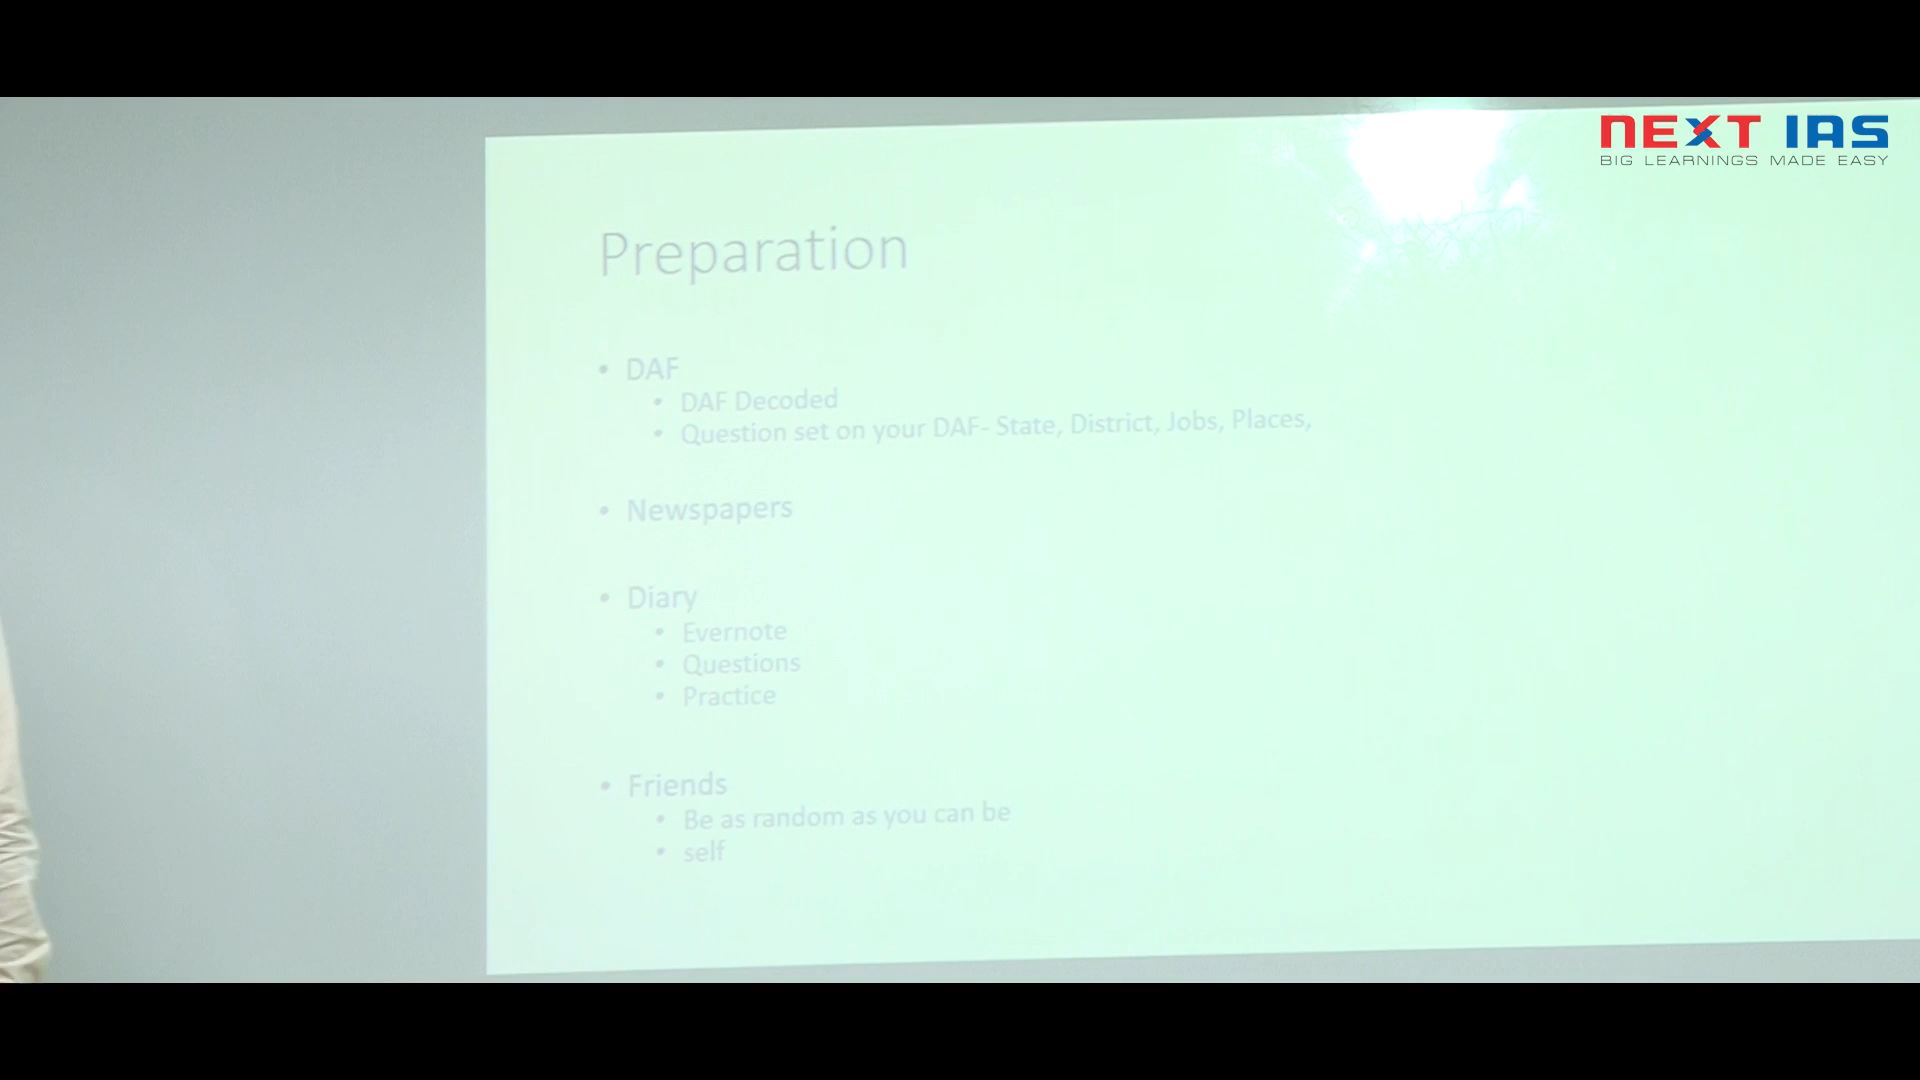 NEXT IAS
BIG LEARNINGS MADE EASY
Preparation
• DAF
• DAF Decoded
• Question set on your DAF- State, District, Jobs, Places,
• Newspapers
• Diary
• Evernote
• Questions
• Practice
• Friends
• Be as random as you can be
• self